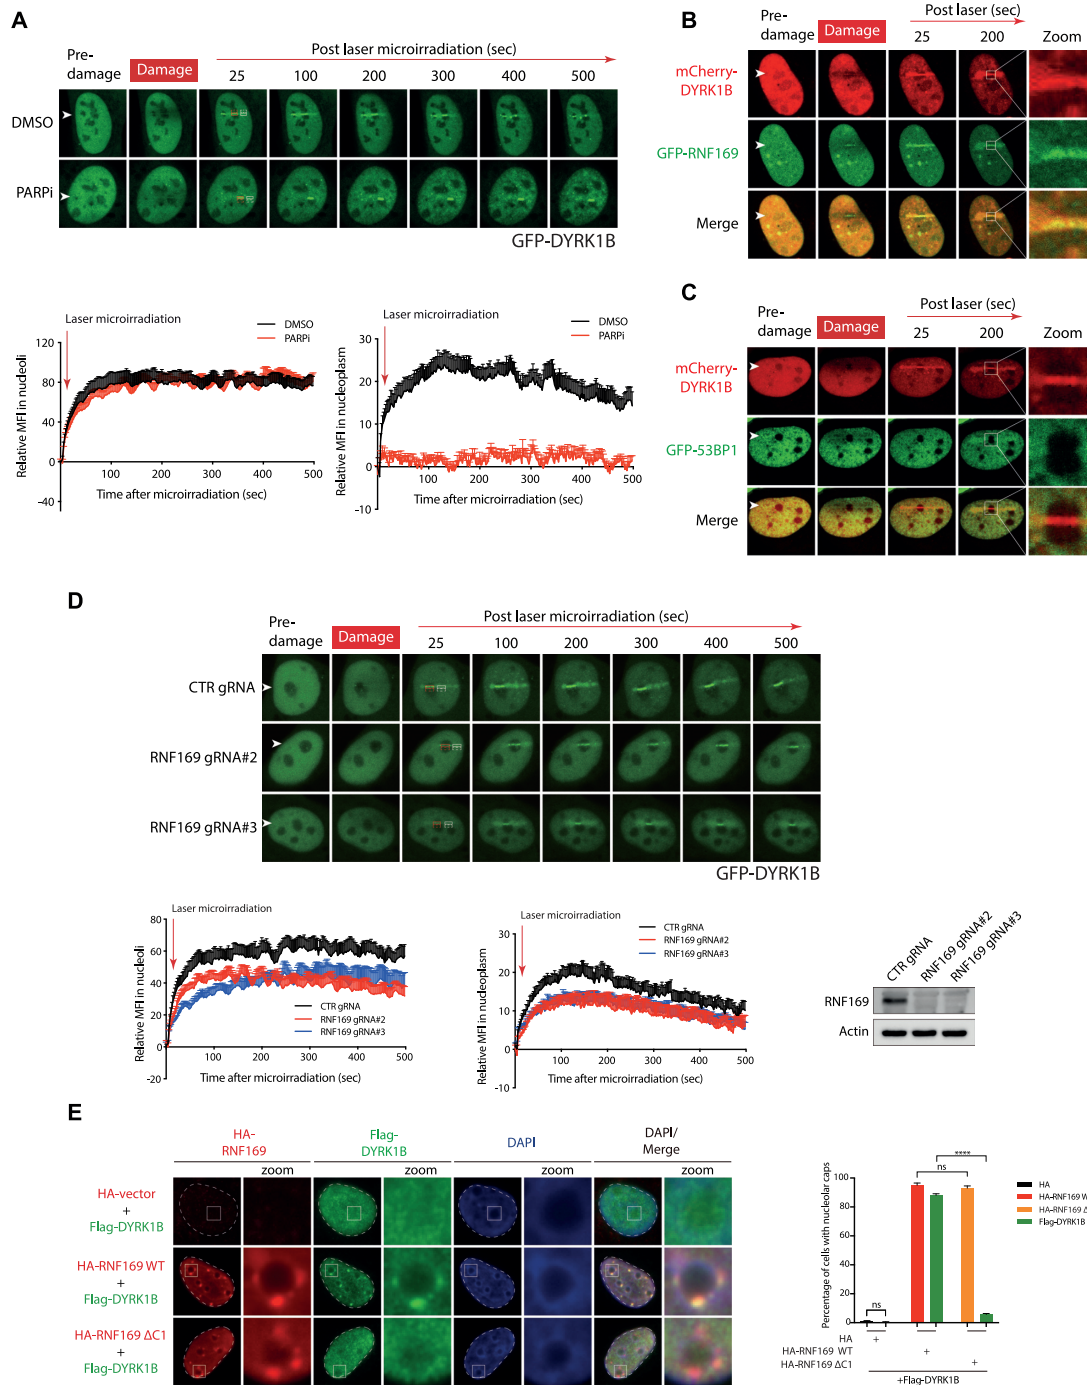 A
Post laser microirradiation (sec)
Pre-
damage
Damage
25 100 200 300 400 500
DMSO
PARPi
GFP-DYRK1B
Laser microirradiation
DMSO
PARPi
Relative MFI in nucleoli
120
80
40
0
−40
100 200 300 400 500
Time after microirradiation (sec)
Laser microirradiation
DMSO
PARPi
Relative MFI in nucleoplasm
30
20
10
0
−10
100 200 300 400 500
Time after microirradiation (sec)
B
Post laser (sec)
Pre-
damage
Damage
25 200
Zoom
mCherry-
DYRK1B
GFP-RNF169
Merge
C
Post laser (sec)
Pre-
damage
Damage
25 200
Zoom
mCherry-
DYRK1B
GFP-53BP1
Merge
D
Post laser microirradiation (sec)
Pre-
damage
Damage
25 100 200 300 400 500
CTR gRNA
RNF169 gRNA#2
RNF169 gRNA#3
GFP-DYRK1B
Laser microirradiation
Relative MFI in nucleoli
80
60
40
20
0
-20
100 200 300 400 500
CTR gRNA
RNF169 gRNA#2
RNF169 gRNA#3
Time after microirradiation (sec)
Laser microirradiation
CTR gRNA
RNF169 gRNA#2
RNF169 gRNA#3
Relative MFI in nucleoplasm
30
20
10
0
−10
100 200 300 400 500
Time after microirradiation (sec)
CTR gRNA
RNF169 gRNA#2
RNF169 gRNA#3
RNF169
Actin
E
HA-
RNF169
Flag-
DYRK1B
DAPI
DAPI/
Merge
zoom zoom zoom zoom
HA-vector
+
Flag-DYRK1B
HA-RNF169 WT
+
Flag-DYRK1B
HA-RNF169 ΔC1
+
Flag-DYRK1B
Percentage of cells with nucleolar caps
100
80
60
40
20
0
ns
ns
****
HA
HA-RNF169 W
HA-RNF169 Δ
Flag-DYRK1B
HA +
HA-RNF169 WT +
HA-RNF169 ΔC1 +
+Flag-DYRK1B